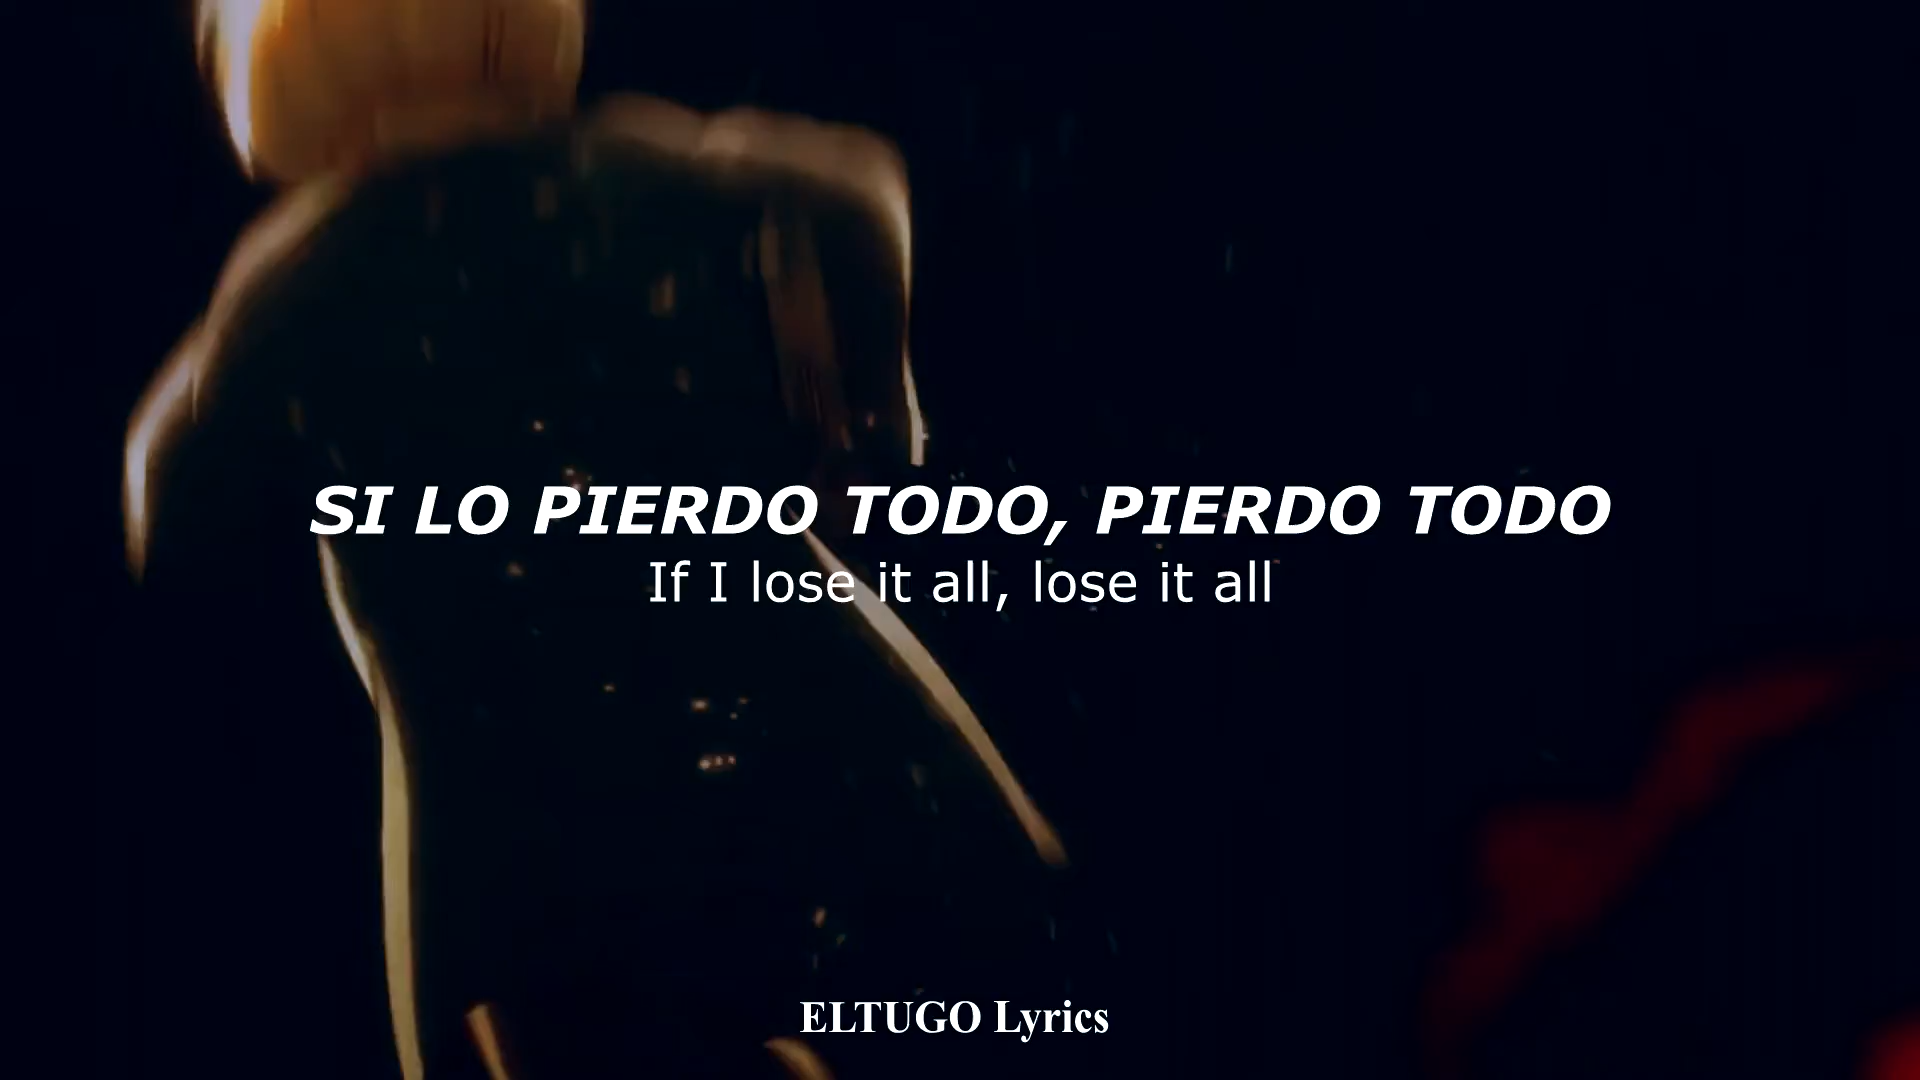 SI LO PIERDO TODO, PIERDO TODO
If I lose it all, lose it all
ELTUGO Lyrics